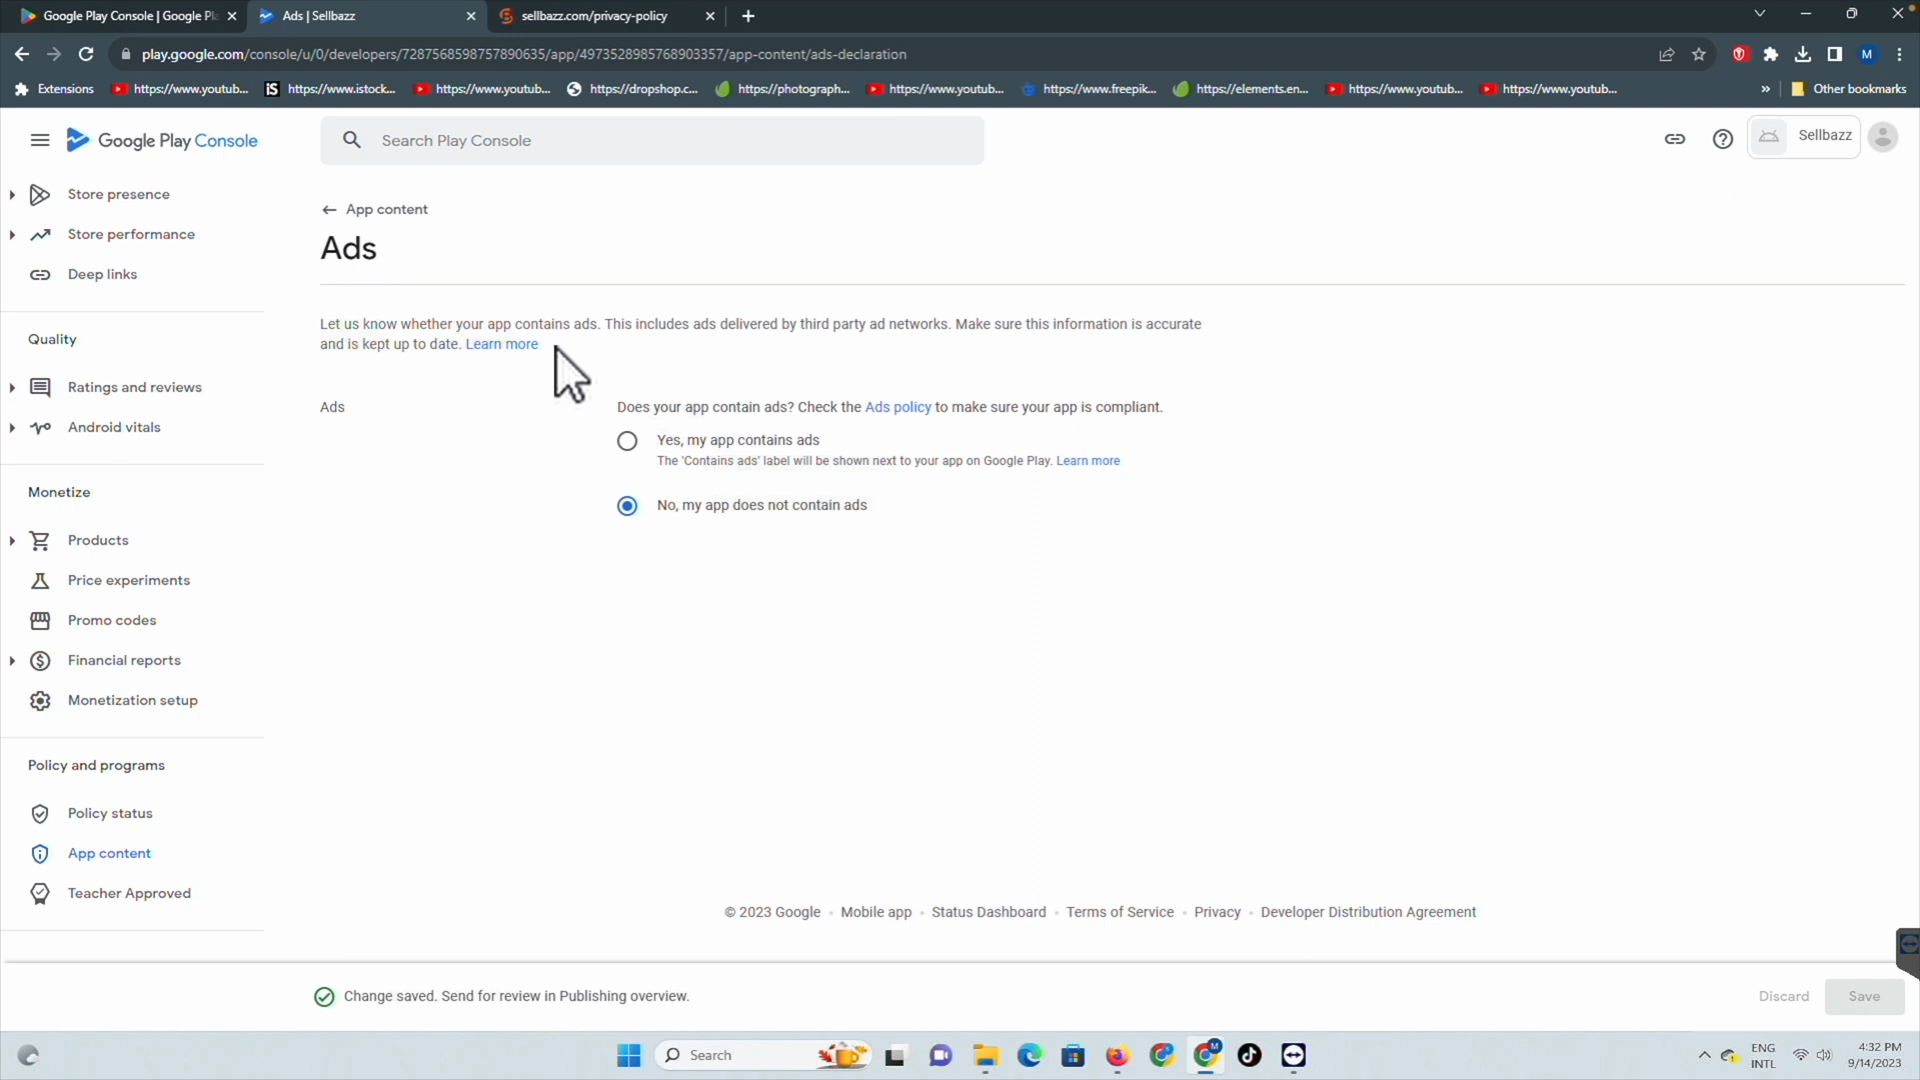 Google Play Console | Google Pl
Ads | Sellbazz
sellbazz.com/privacy-policy
play.google.com/console/u/0/developers/7287568598757890635/app/4973528985768903357/app-content/ads-declaration
M
Extensions
https://www.youtub...
iS https://www.istock...
https://www.youtub...
https://dropshop.c...
https://photograph...
https://www.youtub...
https://www.freepik...
https://elements.en...
https://www.youtub...
https://www.youtub...
»
Other bookmarks
Google Play Console
Search Play Console
Sellbazz
Store presence
Store performance
Deep links
Quality
Ratings and reviews
Android vitals
Monetize
Products
Price experiments
Promo codes
Financial reports
Monetization setup
Policy and programs
Policy status
App content
Teacher Approved
← App content
Ads
Let us know whether your app contains ads. This includes ads delivered by third party ad networks. Make sure this information is accurate
and is kept up to date. Learn more
Ads
Does your app contain ads? Check the Ads policy to make sure your app is compliant.
Yes, my app contains ads
The 'Contains ads' label will be shown next to your app on Google Play. Learn more
No, my app does not contain ads
© 2023 Google • Mobile app • Status Dashboard • Terms of Service • Privacy • Developer Distribution Agreement
Change saved. Send for review in Publishing overview.
Discard
Save
Search
M
ENG
INTL
4:32 PM
9/14/2023